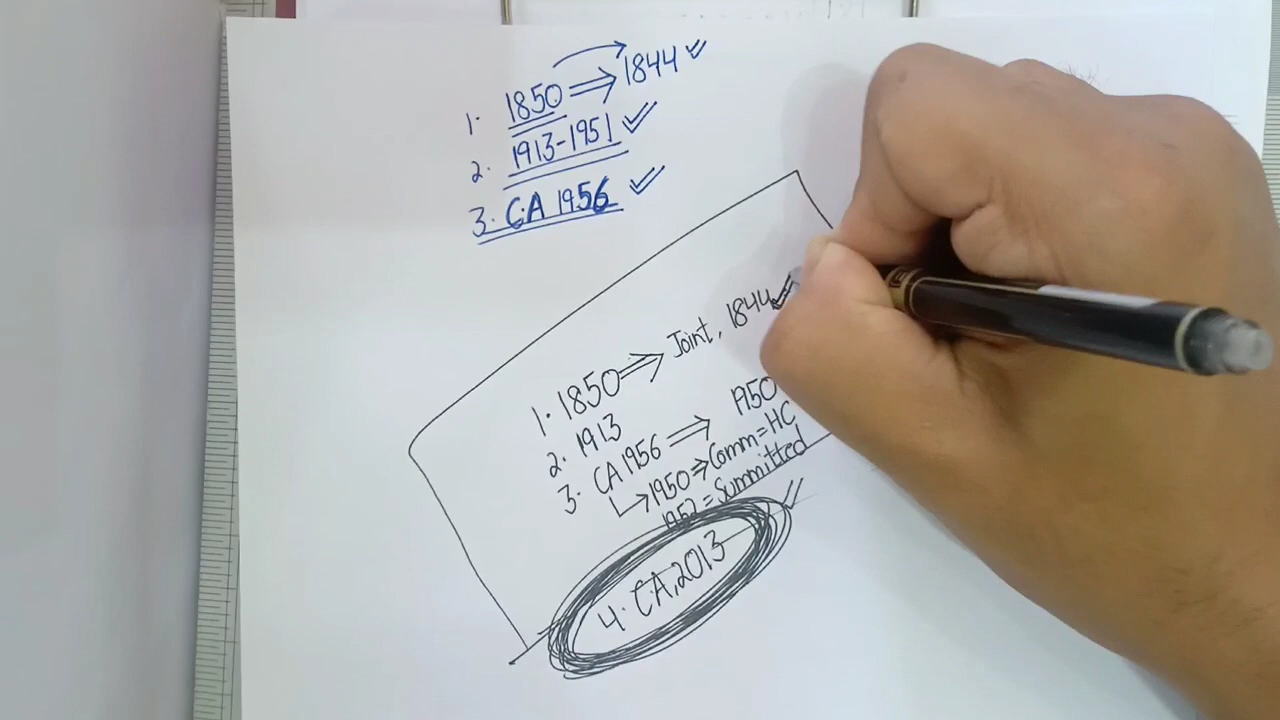 1. 1850 ⇒ 1844 ✓
2. 1913-1951 ✓
3. CA 1956 ✓
1. 1850 ⇒ Joint, 1844 ✓
2. 1913
3. CA 1956 ⇒ 1950
↳ 1950 ⇒ Comm = HC
1952 = Summitted
4. CA, 2013 ✓